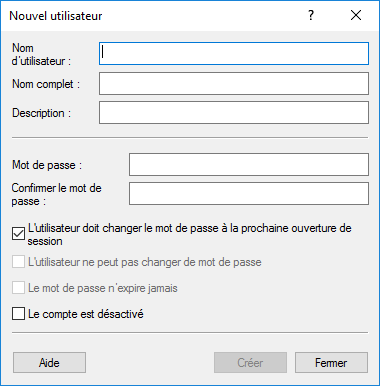 Nouvel utilisateur
Nom
d'utilisateur :
Nom complet :
Description :
Mot de passe :
Confirmer le mot de
passe :
L'utilisateur doit changer le mot de passe à la prochaine ouverture de
session
L'utilisateur ne peut pas changer de mot de passe
Le mot de passe n'expire jamais
Le compte est désactivé
Aide
Créer
Fermer